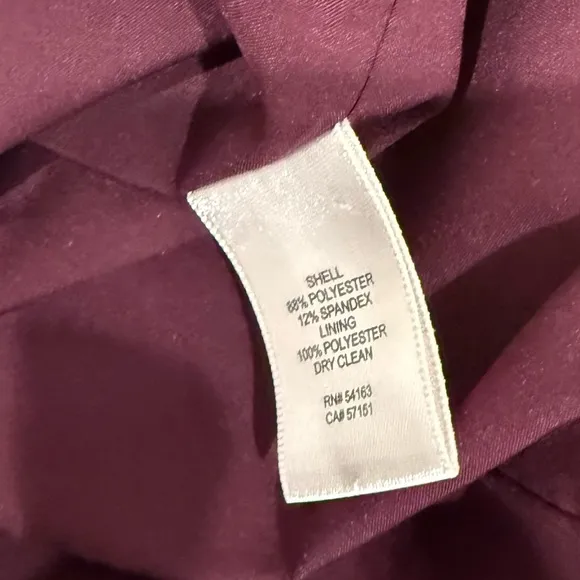 SHELL
88% POLYESTER
12% SPANDEX
LINING
100% POLYESTER
DRY CLEAN
RN# 54163
CA# 57151